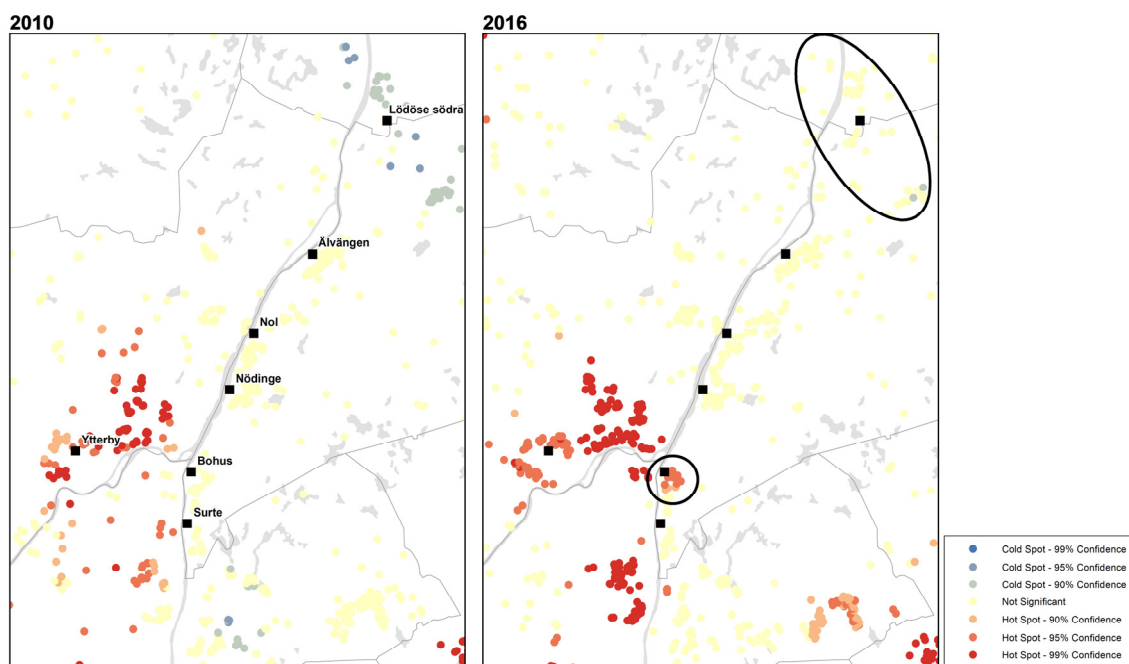 2010
2016
Lödöse södra
Älvängen
Nol
Nödinge
Ytterby
Bohus
Surte
Cold Spot - 99% Confidence
Cold Spot - 95% Confidence
Cold Spot - 90% Confidence
Not Significant
Hot Spot - 90% Confidence
Hot Spot - 95% Confidence
Hot Spot - 99% Confidence